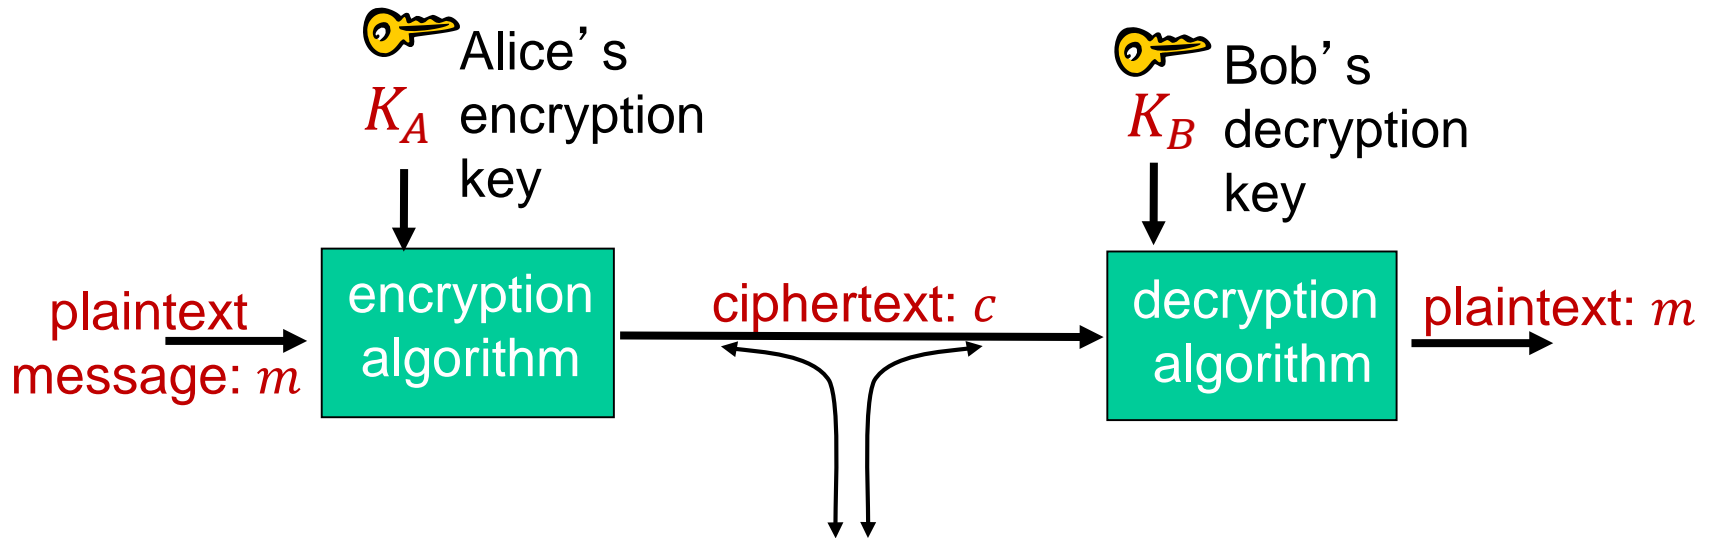 Alice’s
K_A encryption
key
Bob’s
K_B decryption
key
plaintext
message: m
encryption
algorithm
ciphertext: c
decryption
algorithm
plaintext: m